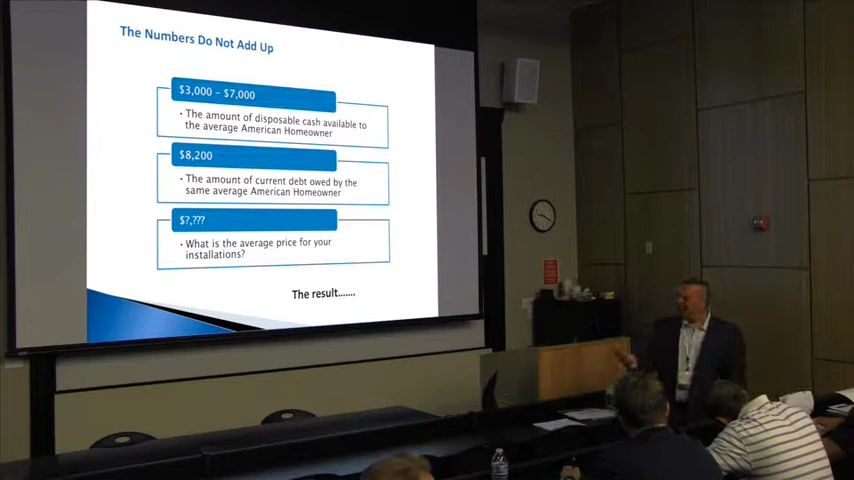 The Numbers Do Not Add Up
$3,000 – $7,000
• The amount of disposable cash available to
the average American Homeowner
$8,200
• The amount of current debt owed by the
same average American Homeowner
$?,???
• What is the average price for your
installations?
The result.......